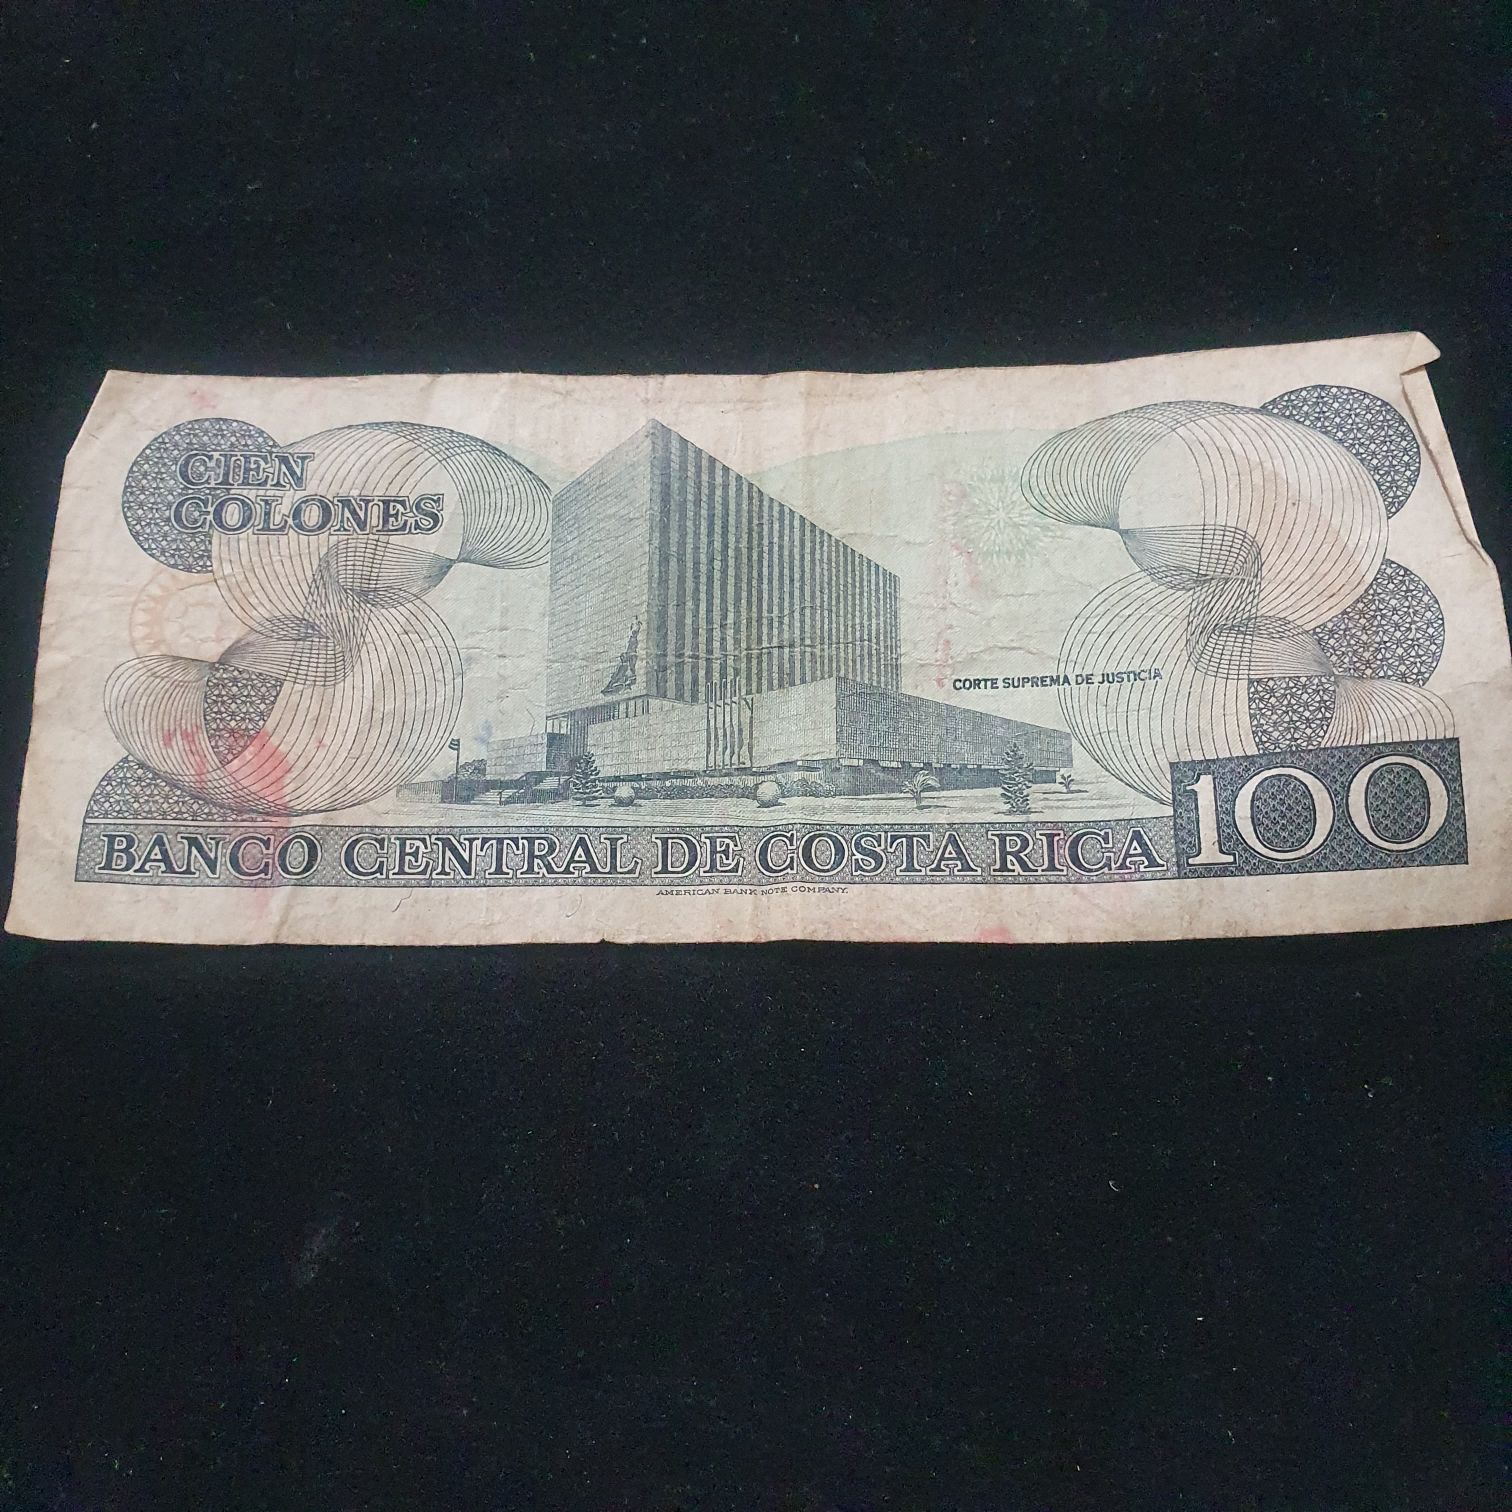 CIEN
COLONES
CORTE SUPREMA DE JUSTICIA
BANCO CENTRAL DE COSTA RICA
100
AMERICAN BANK NOTE COMPANY.